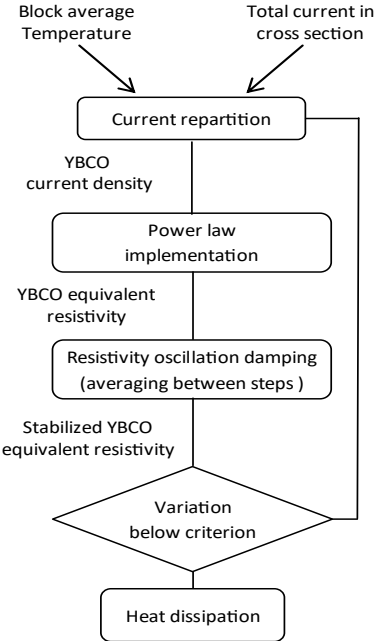 Block average
Temperature
Total current in
cross section
Current repartition
YBCO
current density
Power law
implementation
YBCO equivalent
resistivity
Resistivity oscillation damping
(averaging between steps )
Stabilized YBCO
equivalent resistivity
Variation
below criterion
Heat dissipation